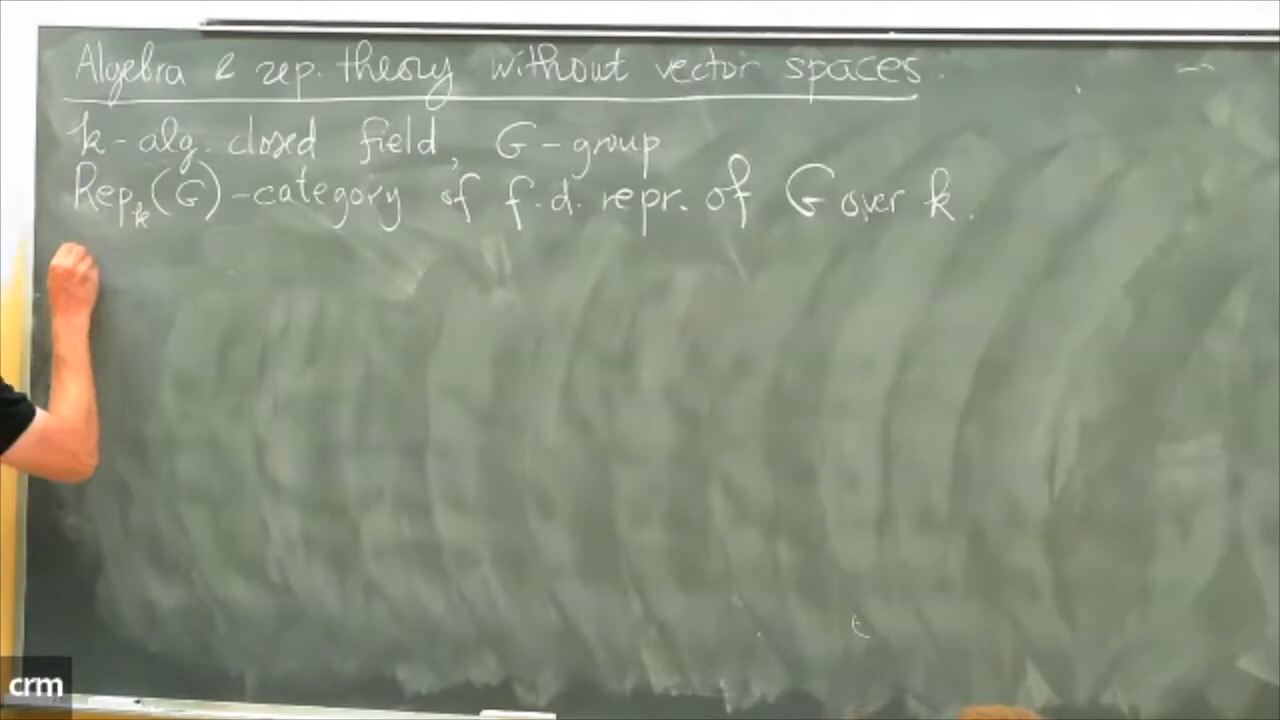 Algebra & rep. theory without vector spaces.
k - alg. closed field, G - group
Rep_k(G) - category of f.d. repr. of G over k.
crm